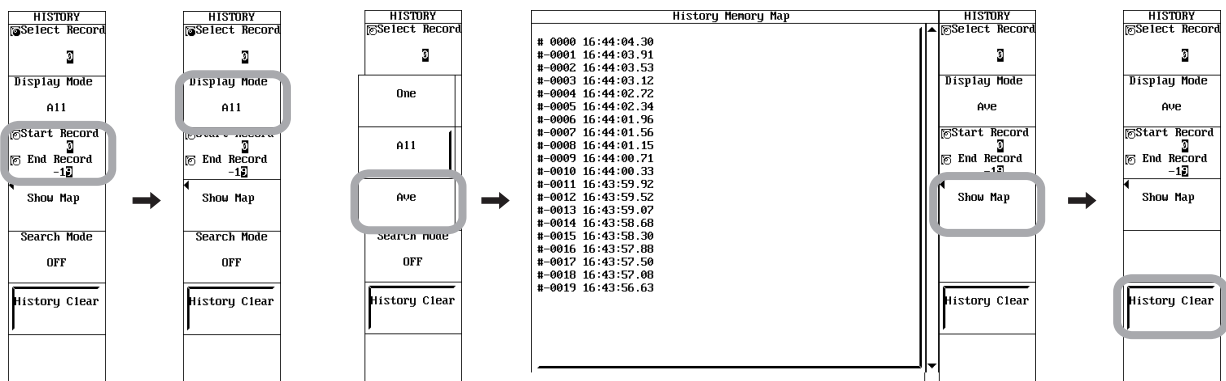 HISTORY
Select Record
0
Display Mode
All
Start Record
0
End Record
-19
Show Map
Search Mode
OFF
History Clear
HISTORY
Select Record
0
Display Mode
All
Start Record
0
End Record
-19
Show Map
Search Mode
OFF
History Clear
HISTORY
Select Record
0
One
All
Ave
Search Mode
OFF
History Clear
History Memory Map
# 0000 16:44:04.30
#-0001 16:44:03.91
#-0002 16:44:03.53
#-0003 16:44:03.12
#-0004 16:44:02.72
#-0005 16:44:02.34
#-0006 16:44:01.96
#-0007 16:44:01.56
#-0008 16:44:01.15
#-0009 16:44:00.71
#-0010 16:44:00.33
#-0011 16:43:59.92
#-0012 16:43:59.52
#-0013 16:43:59.07
#-0014 16:43:58.68
#-0015 16:43:58.30
#-0016 16:43:57.88
#-0017 16:43:57.50
#-0018 16:43:57.08
#-0019 16:43:56.63
HISTORY
Select Record
0
Display Mode
Ave
Start Record
0
End Record
-19
Show Map
History Clear
HISTORY
Select Record
0
Display Mode
Ave
Start Record
0
End Record
-19
Show Map
History Clear